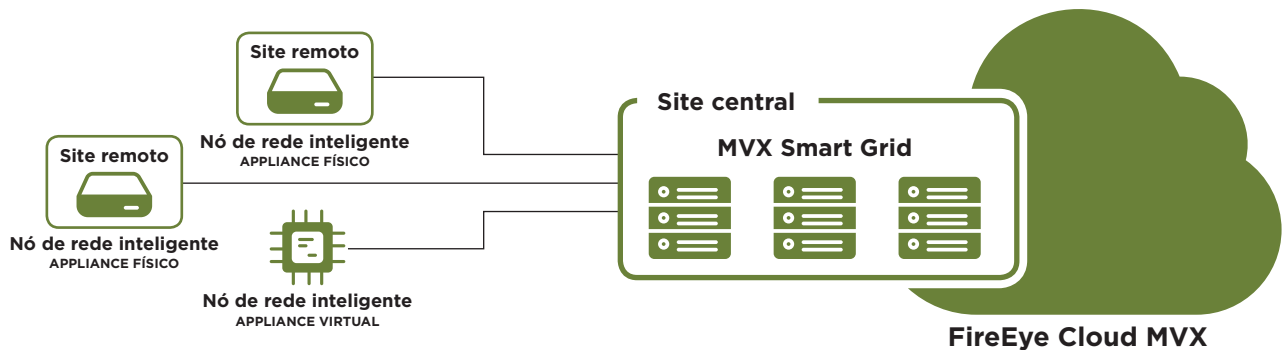 Site remoto
Nó de rede inteligente
APPLIANCE FÍSICO
Site remoto
Nó de rede inteligente
APPLIANCE FÍSICO
Nó de rede inteligente
APPLIANCE VIRTUAL
Site central
MVX Smart Grid
FireEye Cloud MVX